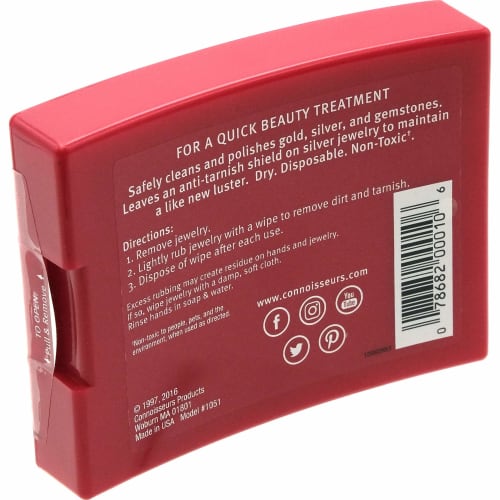 FOR A QUICK BEAUTY TREATMENT
Safely cleans and polishes gold, silver, and gemstones.
Leaves an anti-tarnish shield on silver jewelry to maintain
a like new luster. Dry. Disposable. Non-Toxic†.
Directions:
1. Remove jewelry.
2. Lightly rub jewelry with a wipe to remove dirt and tarnish.
3. Dispose of wipe after each use.
Excess rubbing may create residue on hands and jewelry.
If so, wipe jewelry with a damp, soft cloth.
Rinse hands in soap & water.
†Non-toxic to people, pets, and the
environment, when used as directed.
www.connoisseurs.com
You
Tube
0 78682 00010 6
© 1997, 2016
Connoisseurs Products
Woburn MA 01801
Made in USA Model #1051
TO OPEN:
Pull & Remove